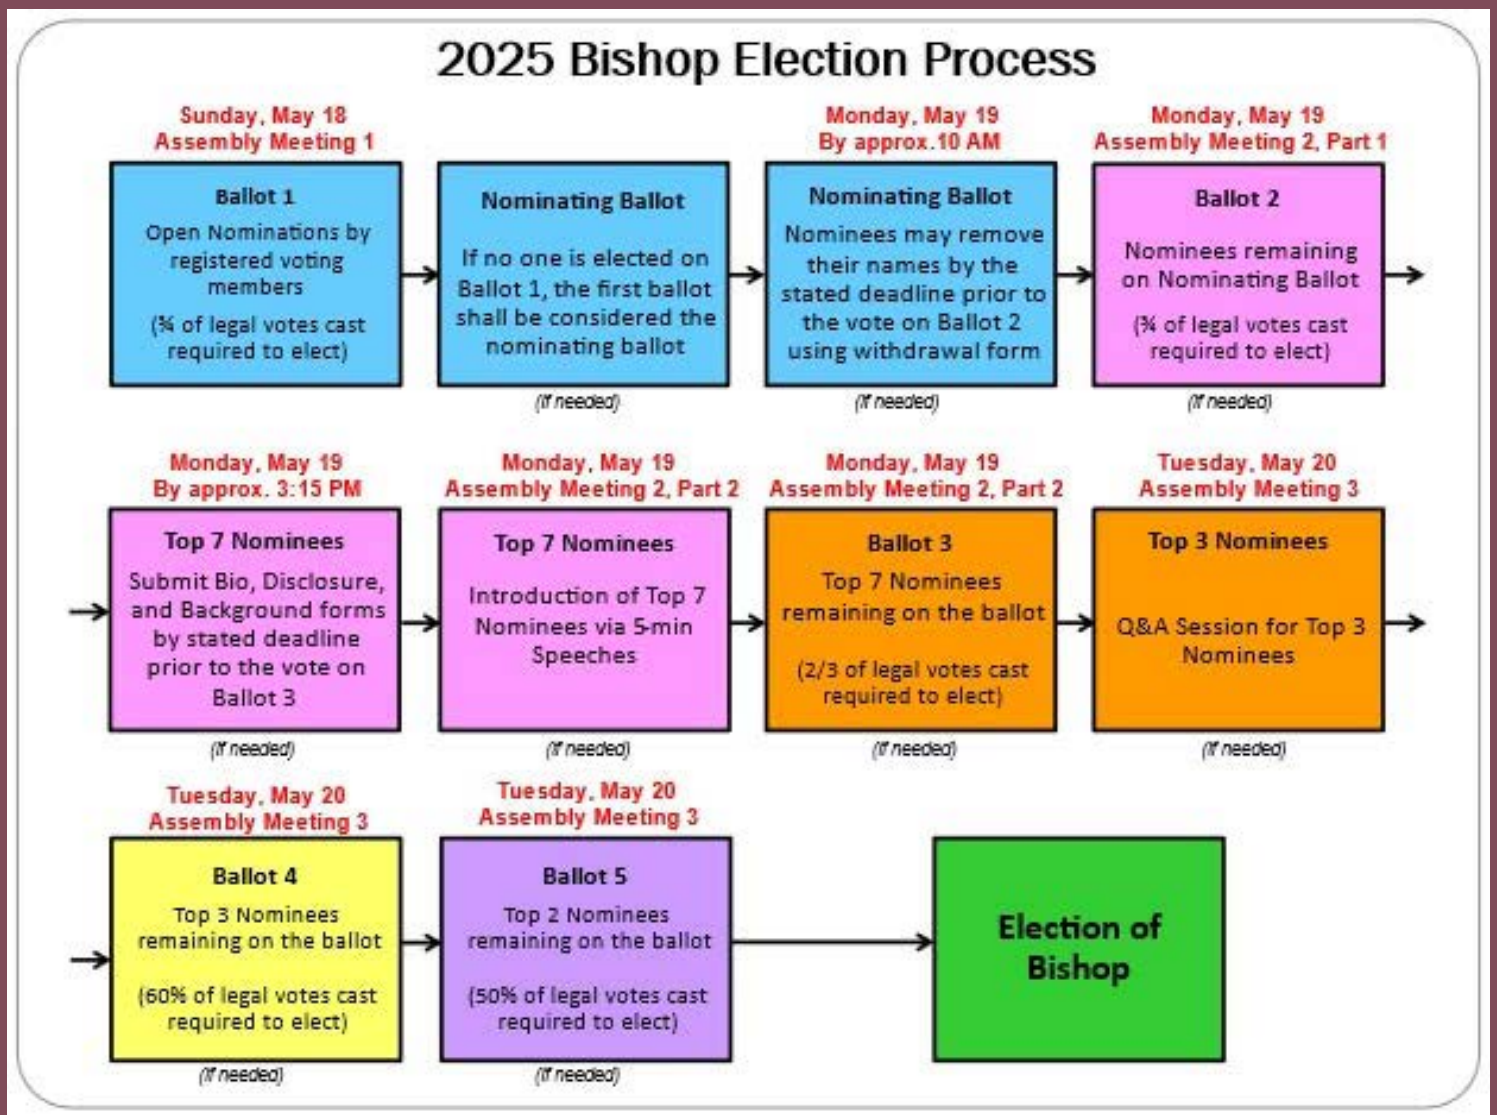 2025 Bishop Election Process
Sunday, May 18
Assembly Meeting 1
Ballot 1
Open Nominations by
registered voting
members
(¾ of legal votes cast
required to elect)
Nominating Ballot
If no one is elected on
Ballot 1, the first ballot
shall be considered the
nominating ballot
(If needed)
Monday, May 19
By approx.10 AM
Nominating Ballot
Nominees may remove
their names by the
stated deadline prior to
the vote on Ballot 2
using withdrawal form
(If needed)
Monday, May 19
Assembly Meeting 2, Part 1
Ballot 2
Nominees remaining
on Nominating Ballot
(¾ of legal votes cast
required to elect)
(If needed)
Monday, May 19
By approx. 3:15 PM
Top 7 Nominees
Submit Bio, Disclosure,
and Background forms
by stated deadline
prior to the vote on
Ballot 3
(If needed)
Monday, May 19
Assembly Meeting 2, Part 2
Top 7 Nominees
Introduction of Top 7
Nominees via 5-min
Speeches
(If needed)
Monday, May 19
Assembly Meeting 2, Part 2
Ballot 3
Top 7 Nominees
remaining on the ballot
(2/3 of legal votes cast
required to elect)
(If needed)
Tuesday, May 20
Assembly Meeting 3
Top 3 Nominees
Q&A Session for Top 3
Nominees
(If needed)
Tuesday, May 20
Assembly Meeting 3
Ballot 4
Top 3 Nominees
remaining on the ballot
(60% of legal votes cast
required to elect)
(If needed)
Tuesday, May 20
Assembly Meeting 3
Ballot 5
Top 2 Nominees
remaining on the ballot
(50% of legal votes cast
required to elect)
(If needed)
Election of
Bishop